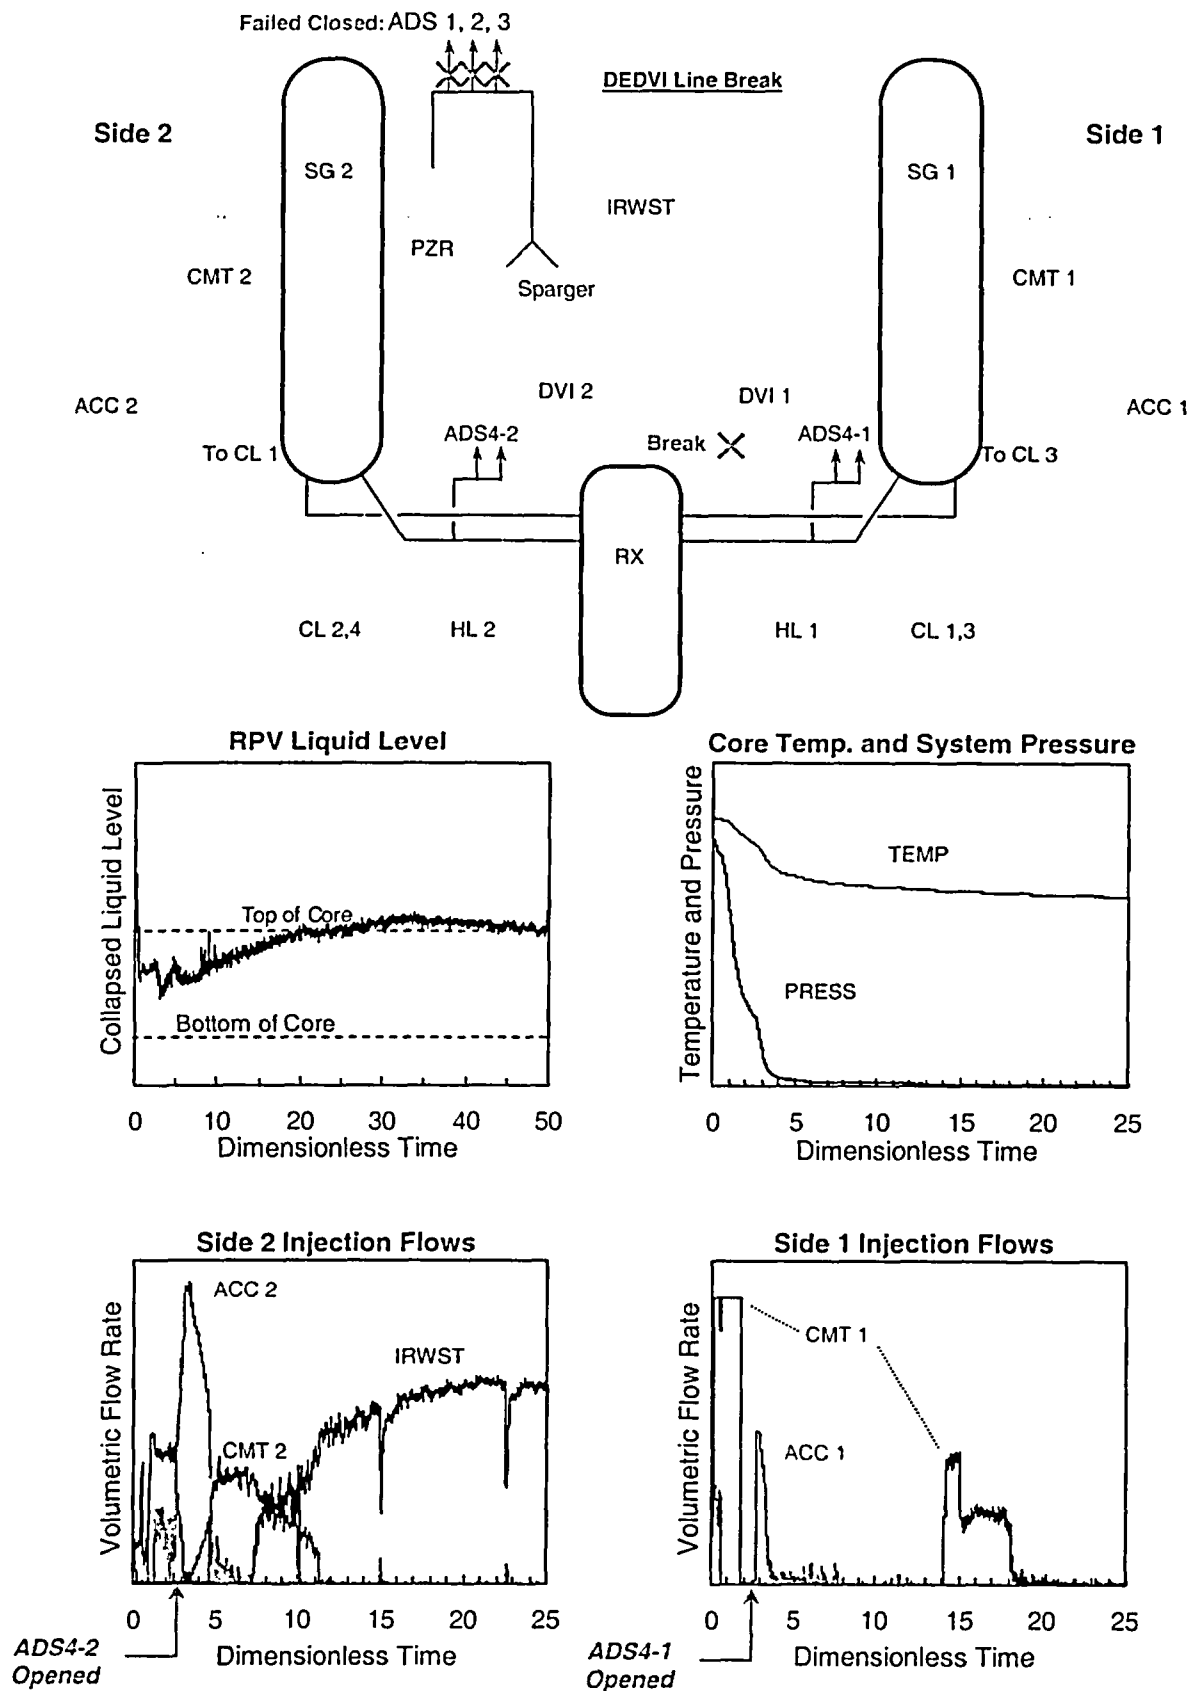 Failed Closed: ADS 1, 2, 3
DEDVI Line Break
Side 2
Side 1
SG 2
SG 1
IRWST
PZR
CMT 2
CMT 1
Sparger
DVI 2
DVI 1
ACC 2
ACC 1
ADS4-2
Break
ADS4-1
To CL 1
To CL 3
RX
CL 2,4
HL 2
HL 1
CL 1,3
RPV Liquid Level
Collapsed Liquid Level
Top of Core
Bottom of Core
0 10 20 30 40 50
Dimensionless Time
Core Temp. and System Pressure
Temperature and Pressure
TEMP
PRESS
0 5 10 15 20 25
Dimensionless Time
Side 2 Injection Flows
Volumetric Flow Rate
ACC 2
IRWST
CMT 2
0 5 10 15 20 25
Dimensionless Time
ADS4-2
Opened
Side 1 Injection Flows
Volumetric Flow Rate
CMT 1
ACC 1
0 5 10 15 20 25
Dimensionless Time
ADS4-1
Opened